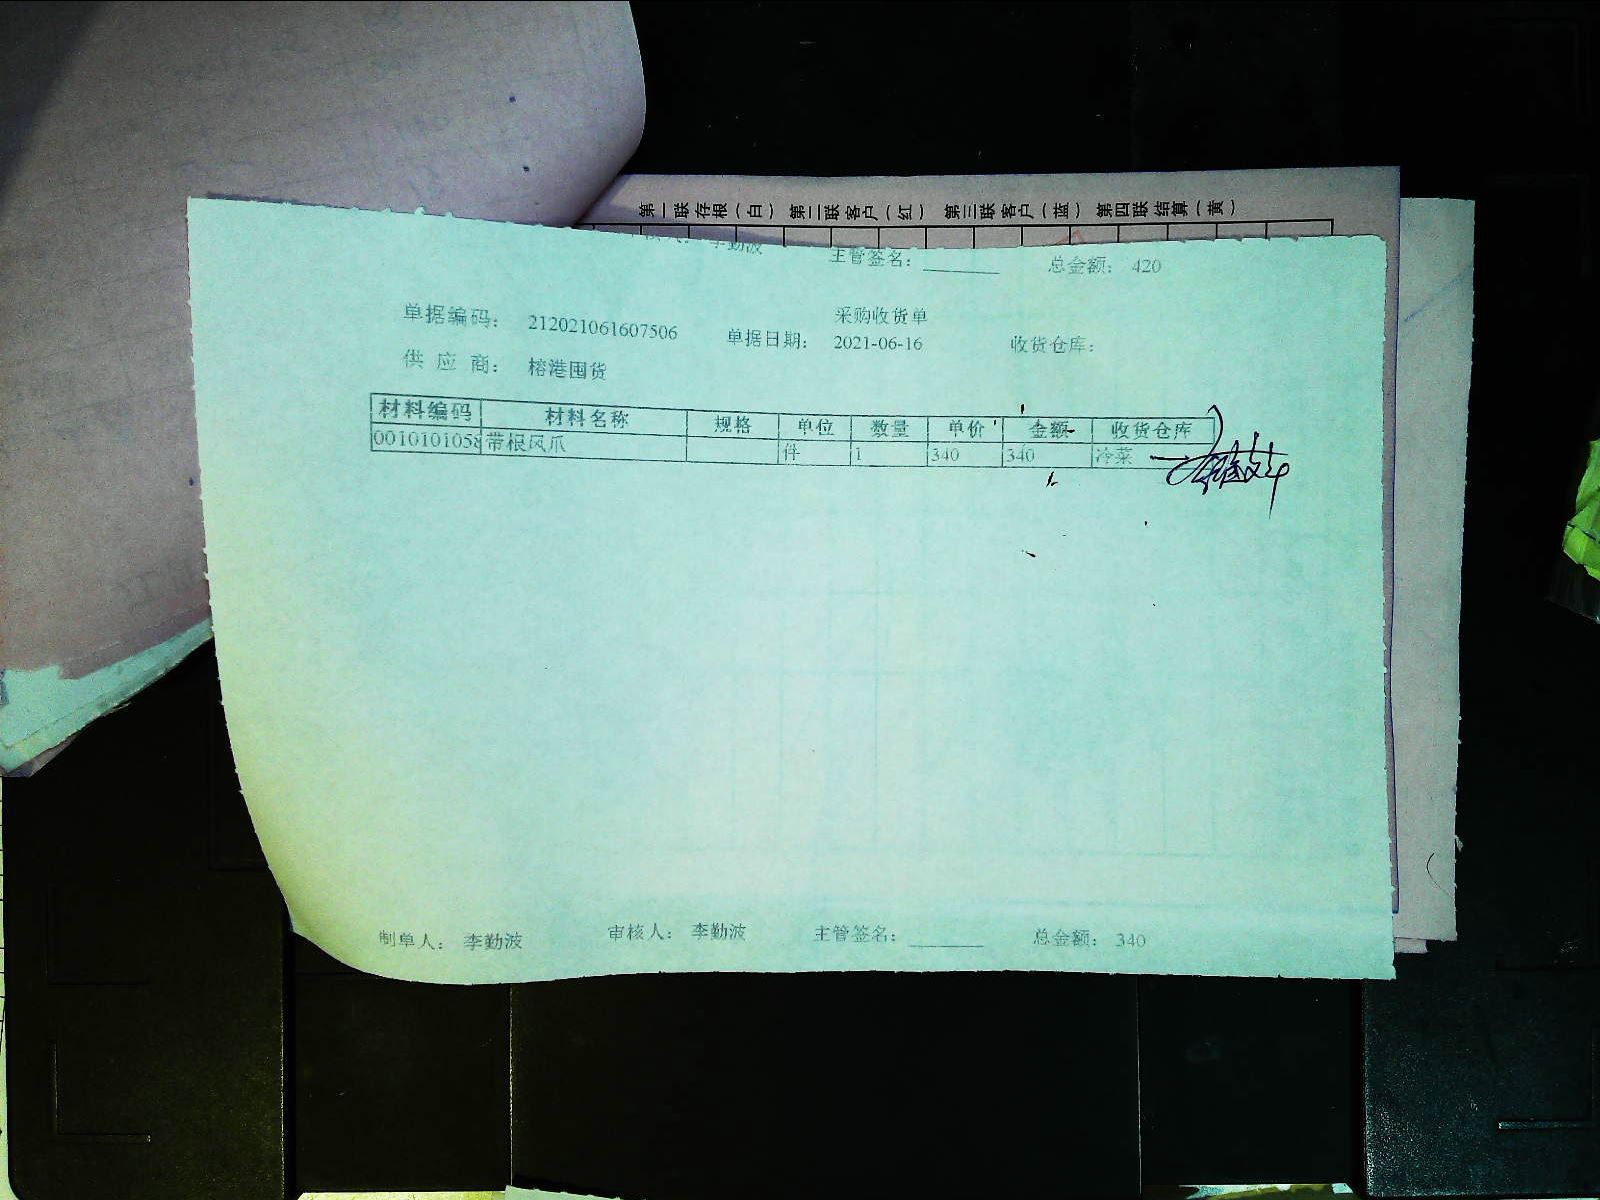 第一联存根（白） 第二联客户（红） 第三联客户（蓝） 第四联结算（黄）
李勤波 主管签名： 总金额： 420
采购收货单
单据编码： 212021061607506 单据日期： 2021-06-16 收货仓库：
供应商： 榕港囤货
材料编码 材料名称 规格 单位 数量 单价 金额 收货仓库
0010101058 带根凤爪 件 1 340 340 冷菜
制单人： 李勤波 审核人： 李勤波 主管签名： 总金额： 340